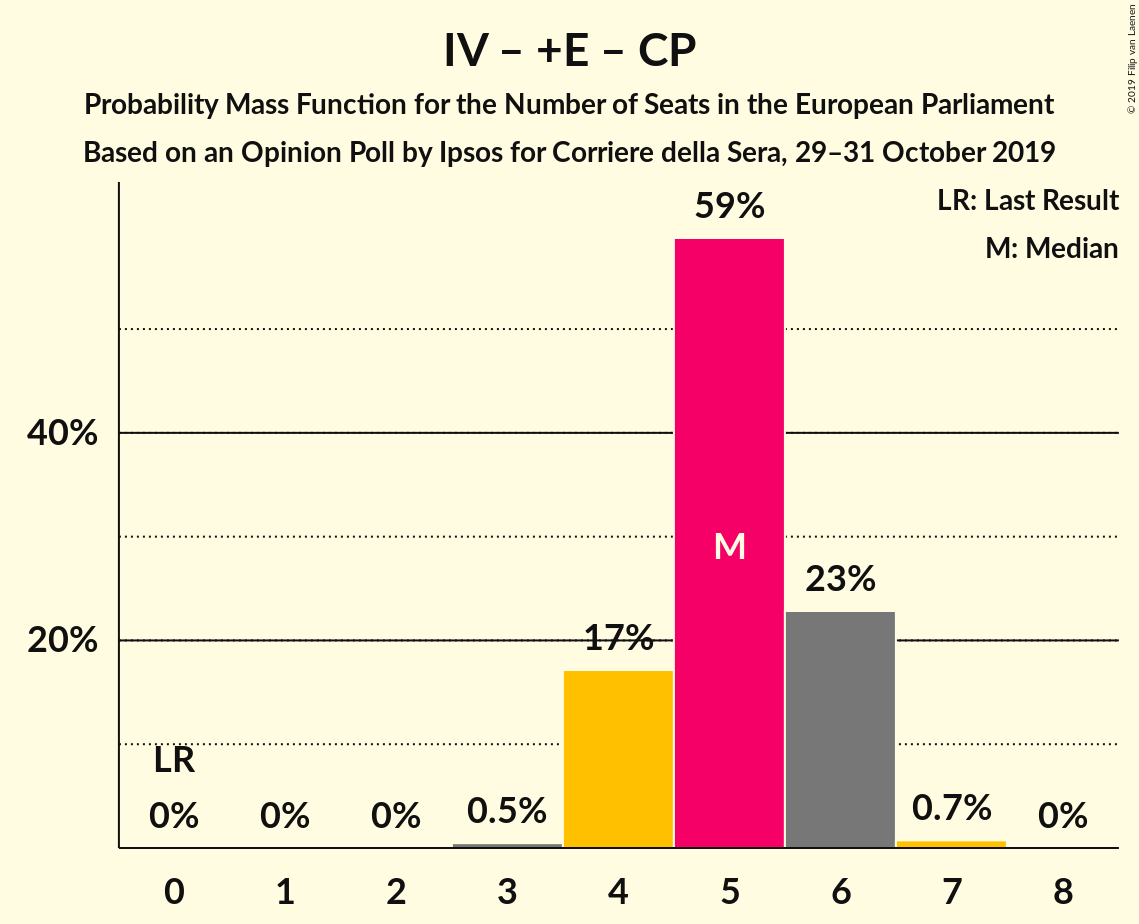 IV – +E – CP
Probability Mass Function for the Number of Seats in the European Parliament
Based on an Opinion Poll by Ipsos for Corriere della Sera, 29–31 October 2019
© 2019 Filip van Laenen
LR: Last Result
M: Median
59%
40%
M
23%
20%
17%
LR
0%
0%
0%
0.5%
0.7%
0%
0
1
2
3
4
5
6
7
8